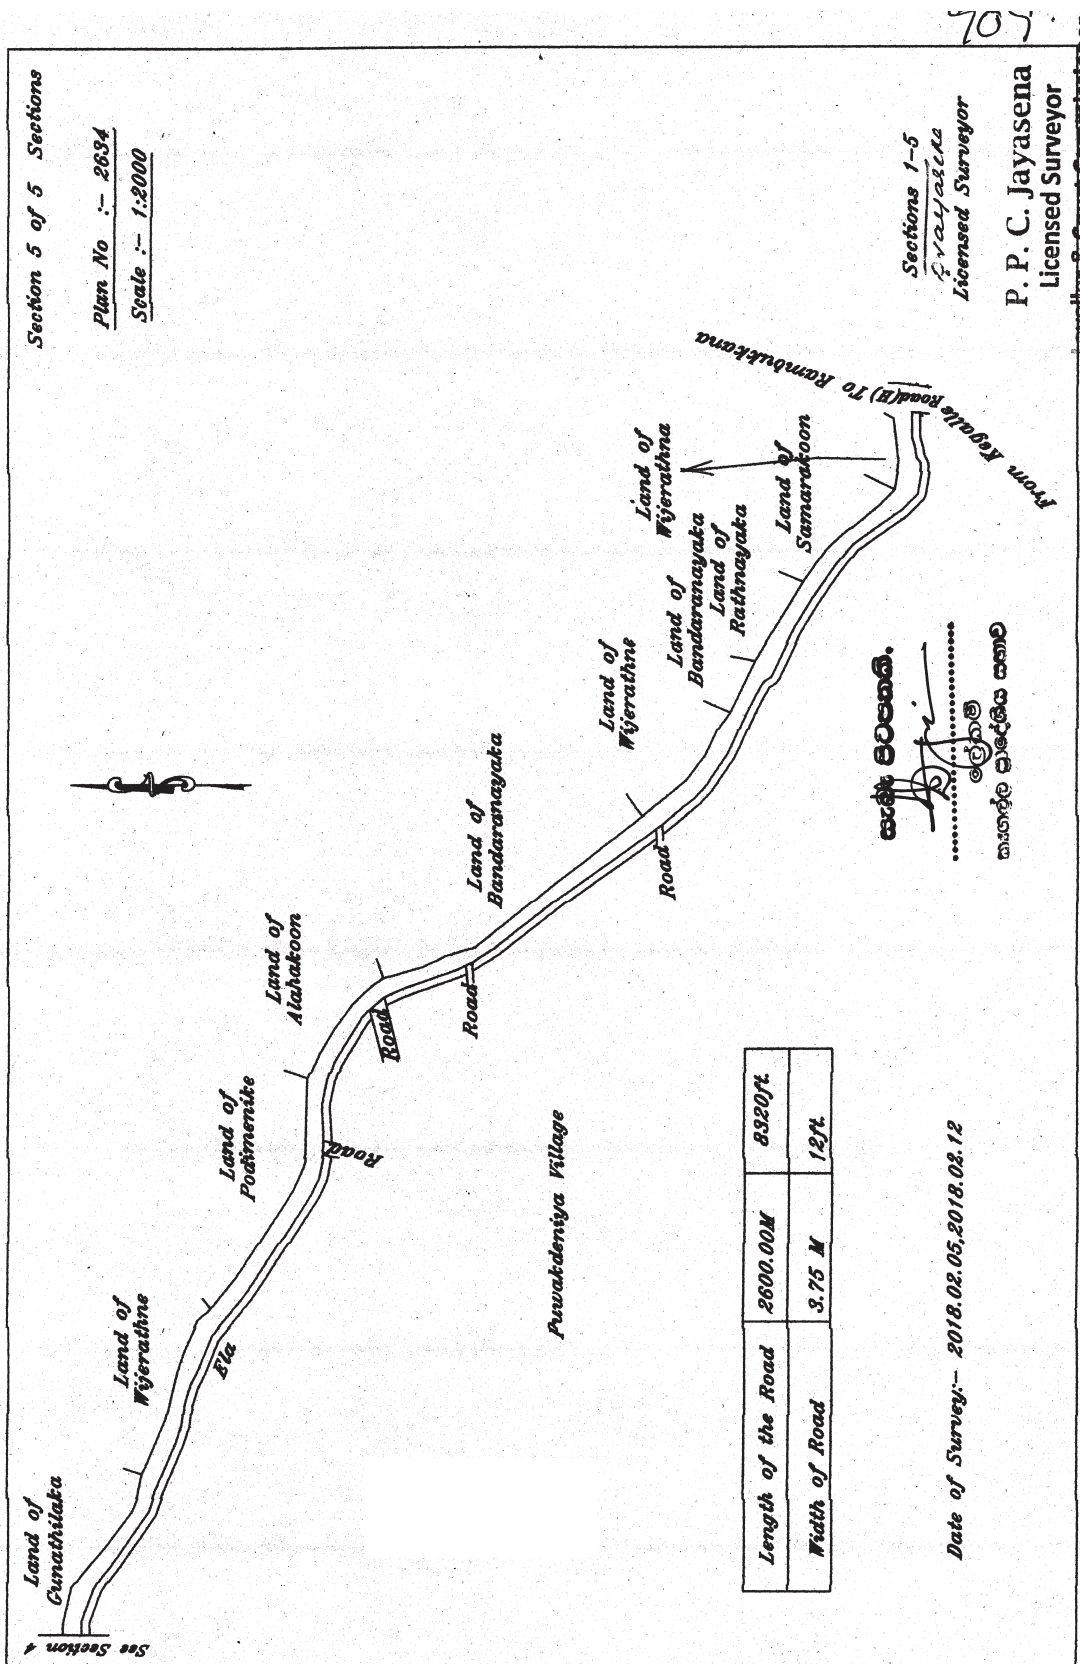 Section 5 of 5 Sections
Plan No :- 2634
Scale :- 1:2000
See Section 4
Land of
Gunathilaka
Land of
Wijerathne
Ela
Land of
Podimenike
Road
Land of
Alahakoon
Road
Road
Land of
Bandaranayaka
Road
Land of
Wijerathne
Land of
Bandaranayaka
Land of
Rathnayaka
Land of
Wijerathna
Land of
Samarakoon
From Kegalle Road(H) To Rambukkana
Puwakdeniya Village
Length of the Road 2600.00M 8320ft.
Width of Road 3.75 M 12ft.
Date of Survey:- 2018.02.05,2018.02.12
Sections 1-5
Licensed Surveyor
P. P. C. Jayasena
Licensed Surveyor